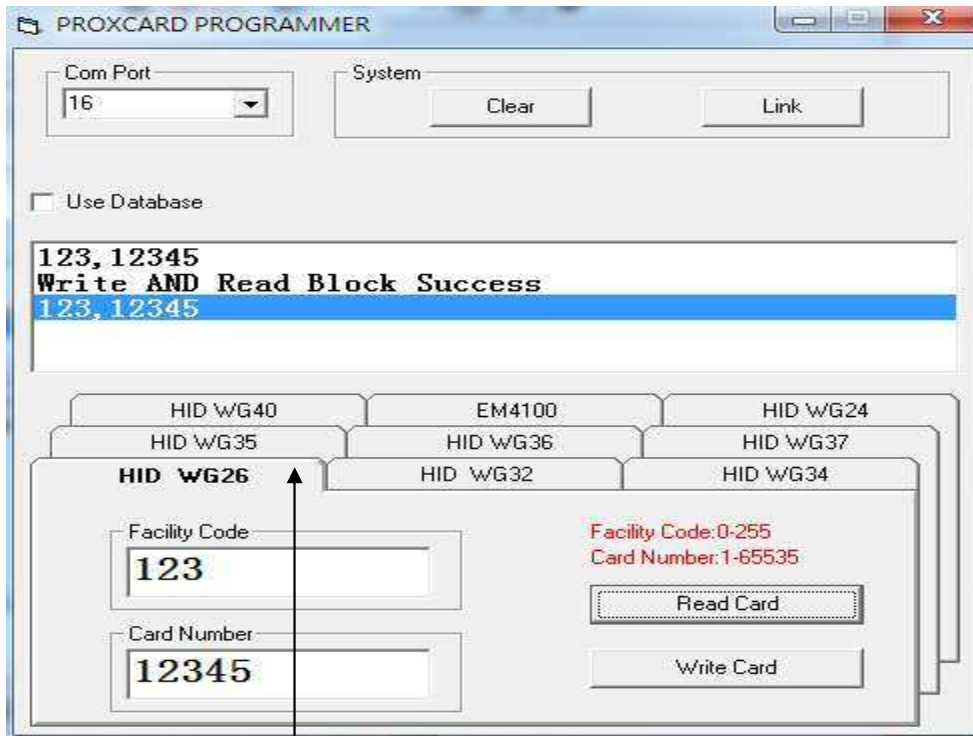 PROXCARD PROGRAMMER
Com Port
System
16
Clear
Link
Use Database
123,12345
Write AND Read Block Success
123,12345
HID WG40
EM4100
HID WG24
HID WG35
HID WG36
HID WG37
HID WG26
HID WG32
HID WG34
Facility Code
123
Facility Code:0-255
Card Number:1-65535
Read Card
Card Number
12345
Write Card